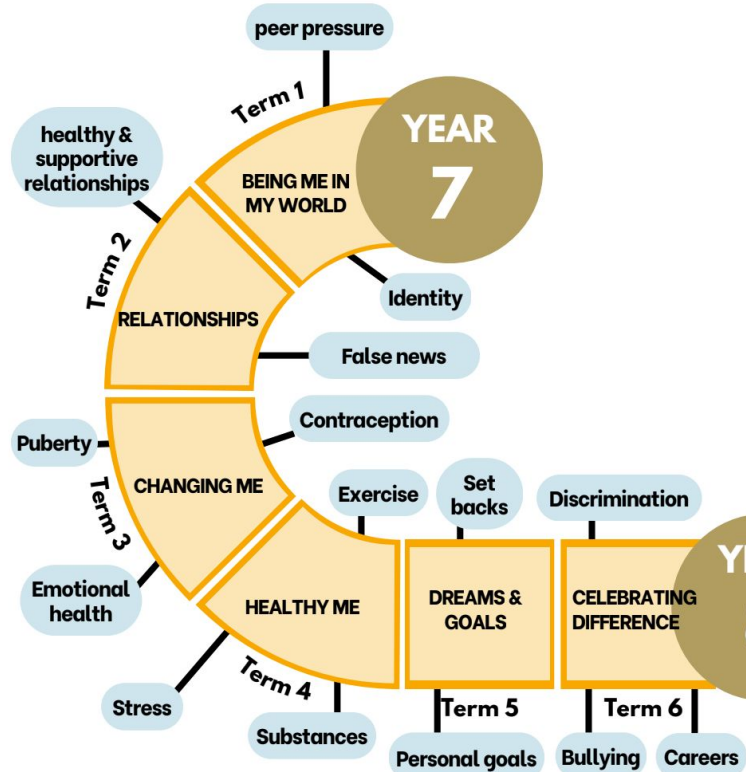 peer pressure
Term 1
YEAR
7
healthy &
supportive
relationships
BEING ME IN
MY WORLD
Identity
Term 2
RELATIONSHIPS
False news
Contraception
Puberty
CHANGING ME
Term 3
Emotional
health
Exercise
Set
backs
Discrimination
HEALTHY ME
DREAMS &
GOALS
CELEBRATING
DIFFERENCE
Stress
Term 4
Substances
Term 5
Personal goals
Term 6
Bullying
Careers